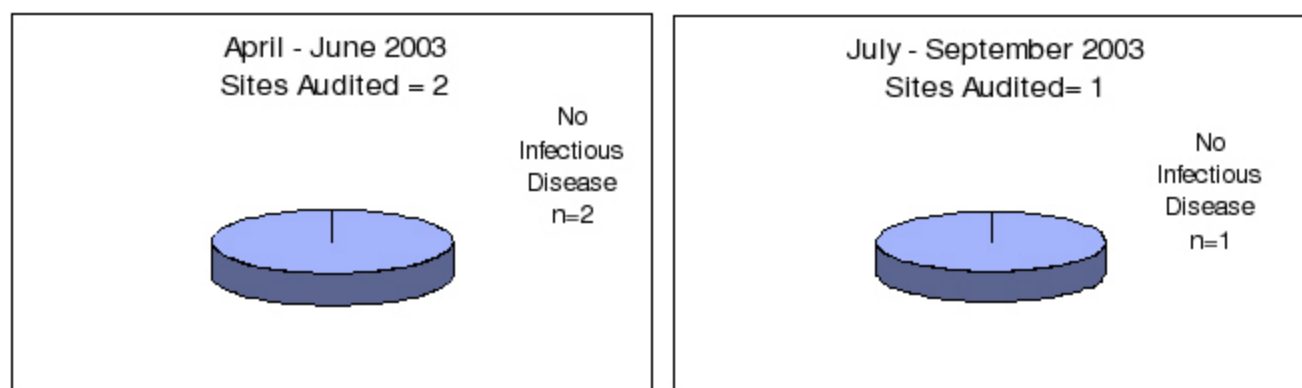 April - June 2003
Sites Audited = 2
No
Infectious
Disease
n=2
July - September 2003
Sites Audited= 1
No
Infectious
Disease
n=1